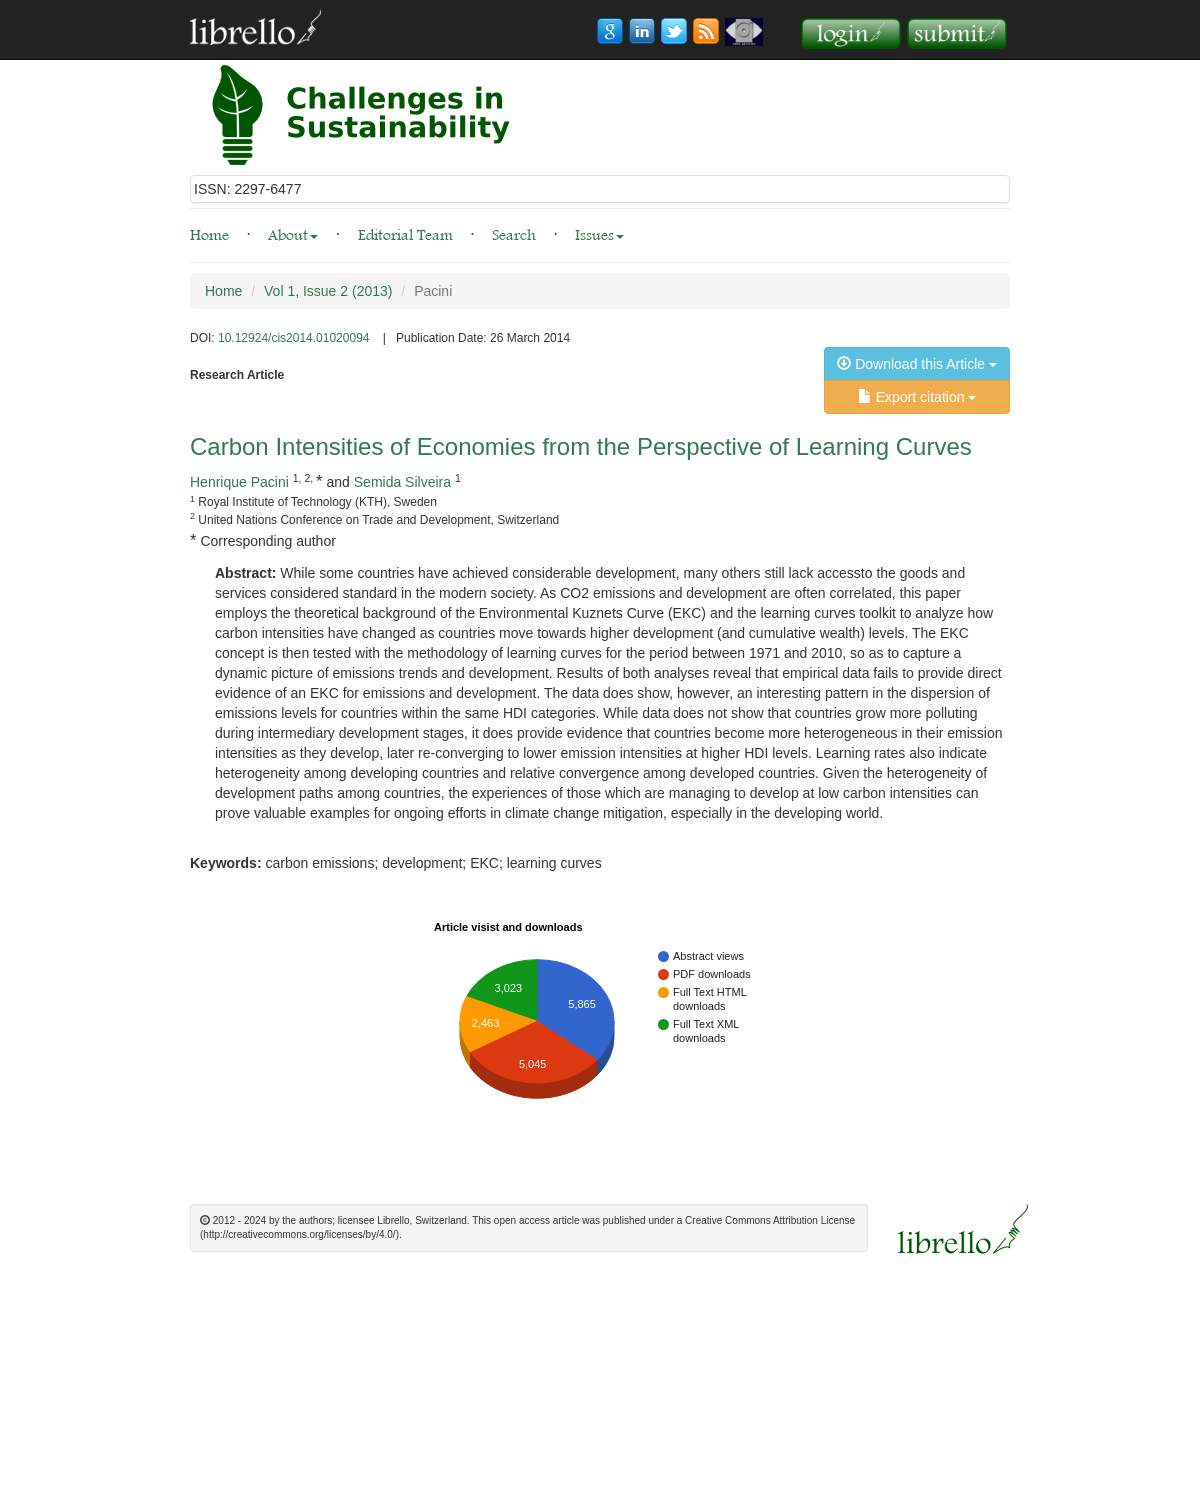 librello
login
submit
Challenges in
Sustainability
ISSN: 2297-6477
Home · About · Editorial Team · Search · Issues
Home / Vol 1, Issue 2 (2013) / Pacini
DOI: 10.12924/cis2014.01020094 | Publication Date: 26 March 2014
Download this Article
Research Article
Export citation
Carbon Intensities of Economies from the Perspective of Learning Curves
Henrique Pacini 1, 2, * and Semida Silveira 1
1 Royal Institute of Technology (KTH), Sweden
2 United Nations Conference on Trade and Development, Switzerland
* Corresponding author
Abstract: While some countries have achieved considerable development, many others still lack accessto the goods and
services considered standard in the modern society. As CO2 emissions and development are often correlated, this paper
employs the theoretical background of the Environmental Kuznets Curve (EKC) and the learning curves toolkit to analyze how
carbon intensities have changed as countries move towards higher development (and cumulative wealth) levels. The EKC
concept is then tested with the methodology of learning curves for the period between 1971 and 2010, so as to capture a
dynamic picture of emissions trends and development. Results of both analyses reveal that empirical data fails to provide direct
evidence of an EKC for emissions and development. The data does show, however, an interesting pattern in the dispersion of
emissions levels for countries within the same HDI categories. While data does not show that countries grow more polluting
during intermediary development stages, it does provide evidence that countries become more heterogeneous in their emission
intensities as they develop, later re-converging to lower emission intensities at higher HDI levels. Learning rates also indicate
heterogeneity among developing countries and relative convergence among developed countries. Given the heterogeneity of
development paths among countries, the experiences of those which are managing to develop at low carbon intensities can
prove valuable examples for ongoing efforts in climate change mitigation, especially in the developing world.
Keywords: carbon emissions; development; EKC; learning curves
Article visist and downloads
Abstract views
PDF downloads
Full Text HTML
downloads
Full Text XML
downloads
3,023
5,865
2,463
5,045
© 2012 - 2024 by the authors; licensee Librello, Switzerland. This open access article was published under a Creative Commons Attribution License
(http://creativecommons.org/licenses/by/4.0/).
librello